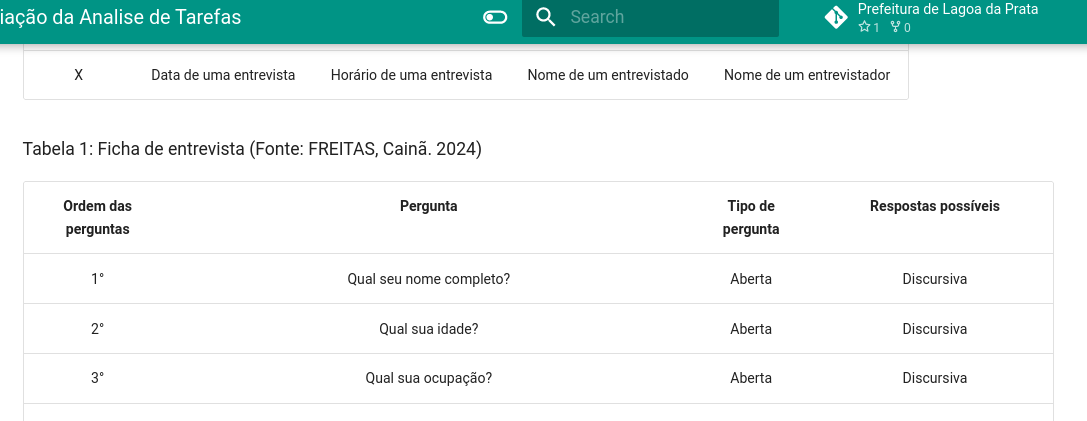 iação da Analise de Tarefas
Search
Prefeitura de Lagoa da Prata
1 0
X Data de uma entrevista Horário de uma entrevista Nome de um entrevistado Nome de um entrevistador
Tabela 1: Ficha de entrevista (Fonte: FREITAS, Cainã. 2024)
Ordem das perguntas Pergunta Tipo de pergunta Respostas possíveis
1° Qual seu nome completo? Aberta Discursiva
2° Qual sua idade? Aberta Discursiva
3° Qual sua ocupação? Aberta Discursiva